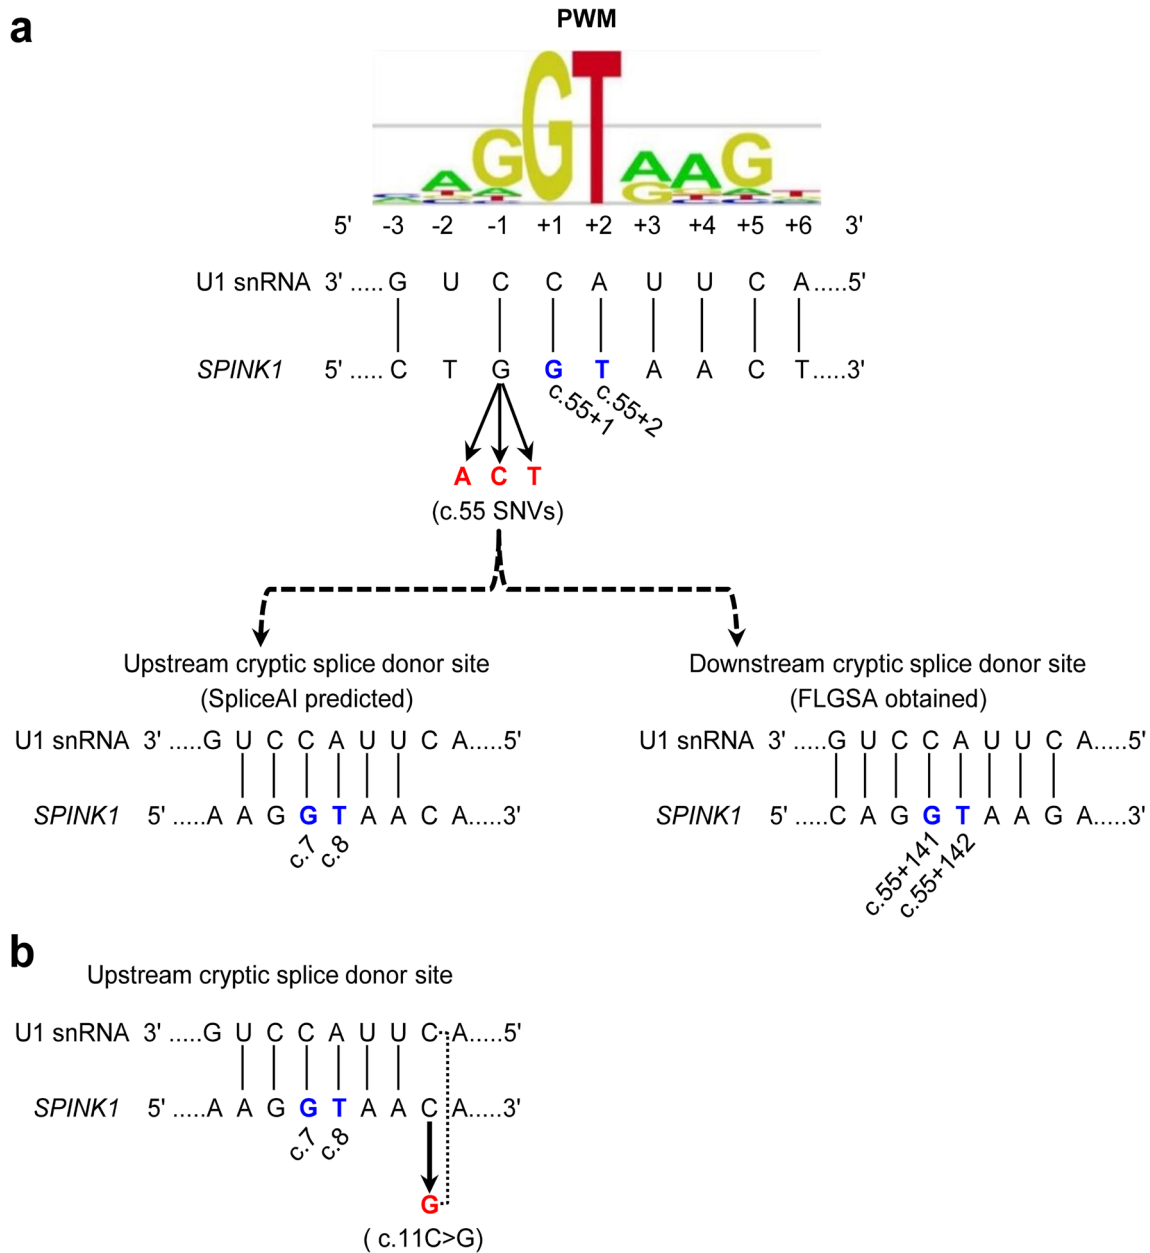 a
PWM
5' -3 -2 -1 +1 +2 +3 +4 +5 +6 3'
U1 snRNA 3' .....G U C C A U U C A.....5'
SPINK1 5' ..... C T G G T A A C T.....3'
c.55+1 c.55+2
A C T
(c.55 SNVs)
Upstream cryptic splice donor site
(SpliceAI predicted)
U1 snRNA 3' .....G U C C A U U C A.....5'
SPINK1 5' .....A A G G T A A C A.....3'
c.7 c.8
Downstream cryptic splice donor site
(FLGSA obtained)
U1 snRNA 3' .....G U C C A U U C A.....5'
SPINK1 5' .....C A G G T A A G A.....3'
c.55+141 c.55+142
b
Upstream cryptic splice donor site
U1 snRNA 3' .....G U C C A U U C A.....5'
SPINK1 5' .....A A G G T A A C A.....3'
c.7 c.8
G
( c.11C>G)